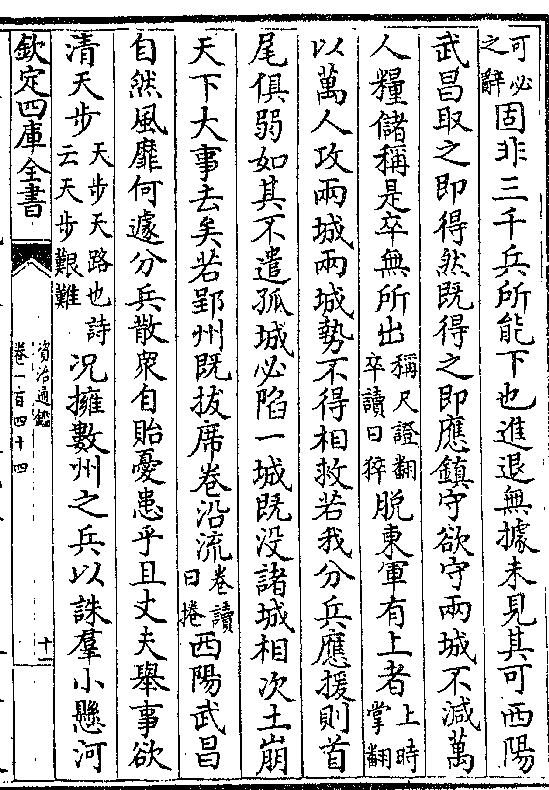 可必之辭固非三千兵所能下也進退無據未見其可西陽
武昌取之即得然既得之即應鎮守欲守兩城不減萬
人糧儲稱是卒無所出稱尺證翻卒讀曰猝脫東軍有上者上時掌翻
以萬人攻兩城兩城勢不得相救若我分兵應援則首
尾俱弱如其不遣孤城必陷一城既没諸城相次土崩
天下大事去矣若郢州既拔席卷沿流卷讀曰捲西陽武昌
自然風靡何遽分兵散衆自貽憂患乎且丈夫舉事欲
清天步天步天路也詩云天步艱難況擁數州之兵以誅羣小懸河
欽定四庫全書
資治通鑑
卷一百四十四
十一